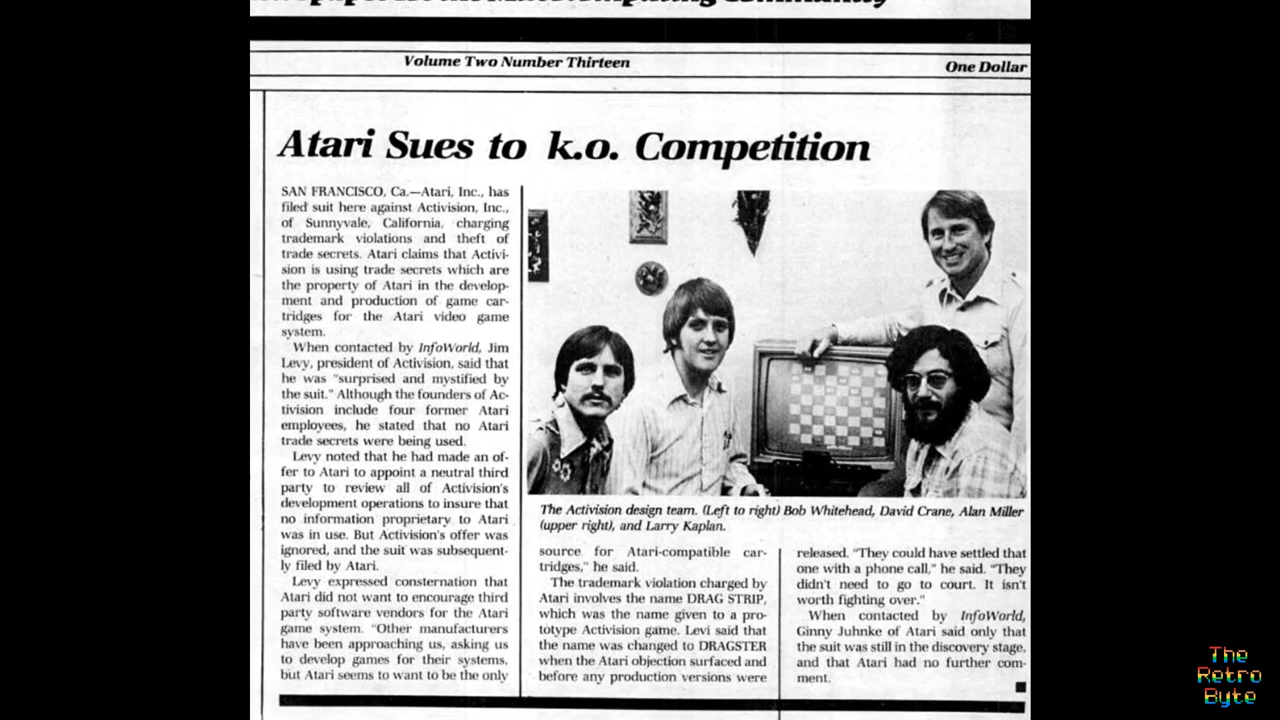 Volume Two Number Thirteen
One Dollar
Atari Sues to k.o. Competition
SAN FRANCISCO, Ca.—Atari, Inc., has
filed suit here against Activision, Inc.,
of Sunnyvale, California, charging
trademark violations and theft of
trade secrets. Atari claims that Activi-
sion is using trade secrets which are
the property of Atari in the develop-
ment and production of game car-
tridges for the Atari video game
system.
When contacted by InfoWorld, Jim
Levy, president of Activision, said that
he was "surprised and mystified by
the suit." Although the founders of Ac-
tivision include four former Atari
employees, he stated that no Atari
trade secrets were being used.
Levy noted that he had made an of-
fer to Atari to appoint a neutral third
party to review all of Activision's
development operations to insure that
no information proprietary to Atari
was in use. But Activision's offer was
ignored, and the suit was subsequent-
ly filed by Atari.
Levy expressed consternation that
Atari did not want to encourage third
party software vendors for the Atari
game system. "Other manufacturers
have been approaching us, asking us
to develop games for their systems,
but Atari seems to want to be the only
The Activision design team. (Left to right) Bob Whitehead, David Crane, Alan Miller
(upper right), and Larry Kaplan.
source for Atari-compatible car-
tridges," he said.
The trademark violation charged by
Atari involves the name DRAG STRIP,
which was the name given to a pro-
totype Activision game. Levi said that
the name was changed to DRAGSTER
when the Atari objection surfaced and
before any production versions were
released. "They could have settled that
one with a phone call," he said. "They
didn't need to go to court. It isn't
worth fighting over."
When contacted by InfoWorld,
Ginny Juhnke of Atari said only that
the suit was still in the discovery stage,
and that Atari had no further com-
ment.
The
Retro
Byte